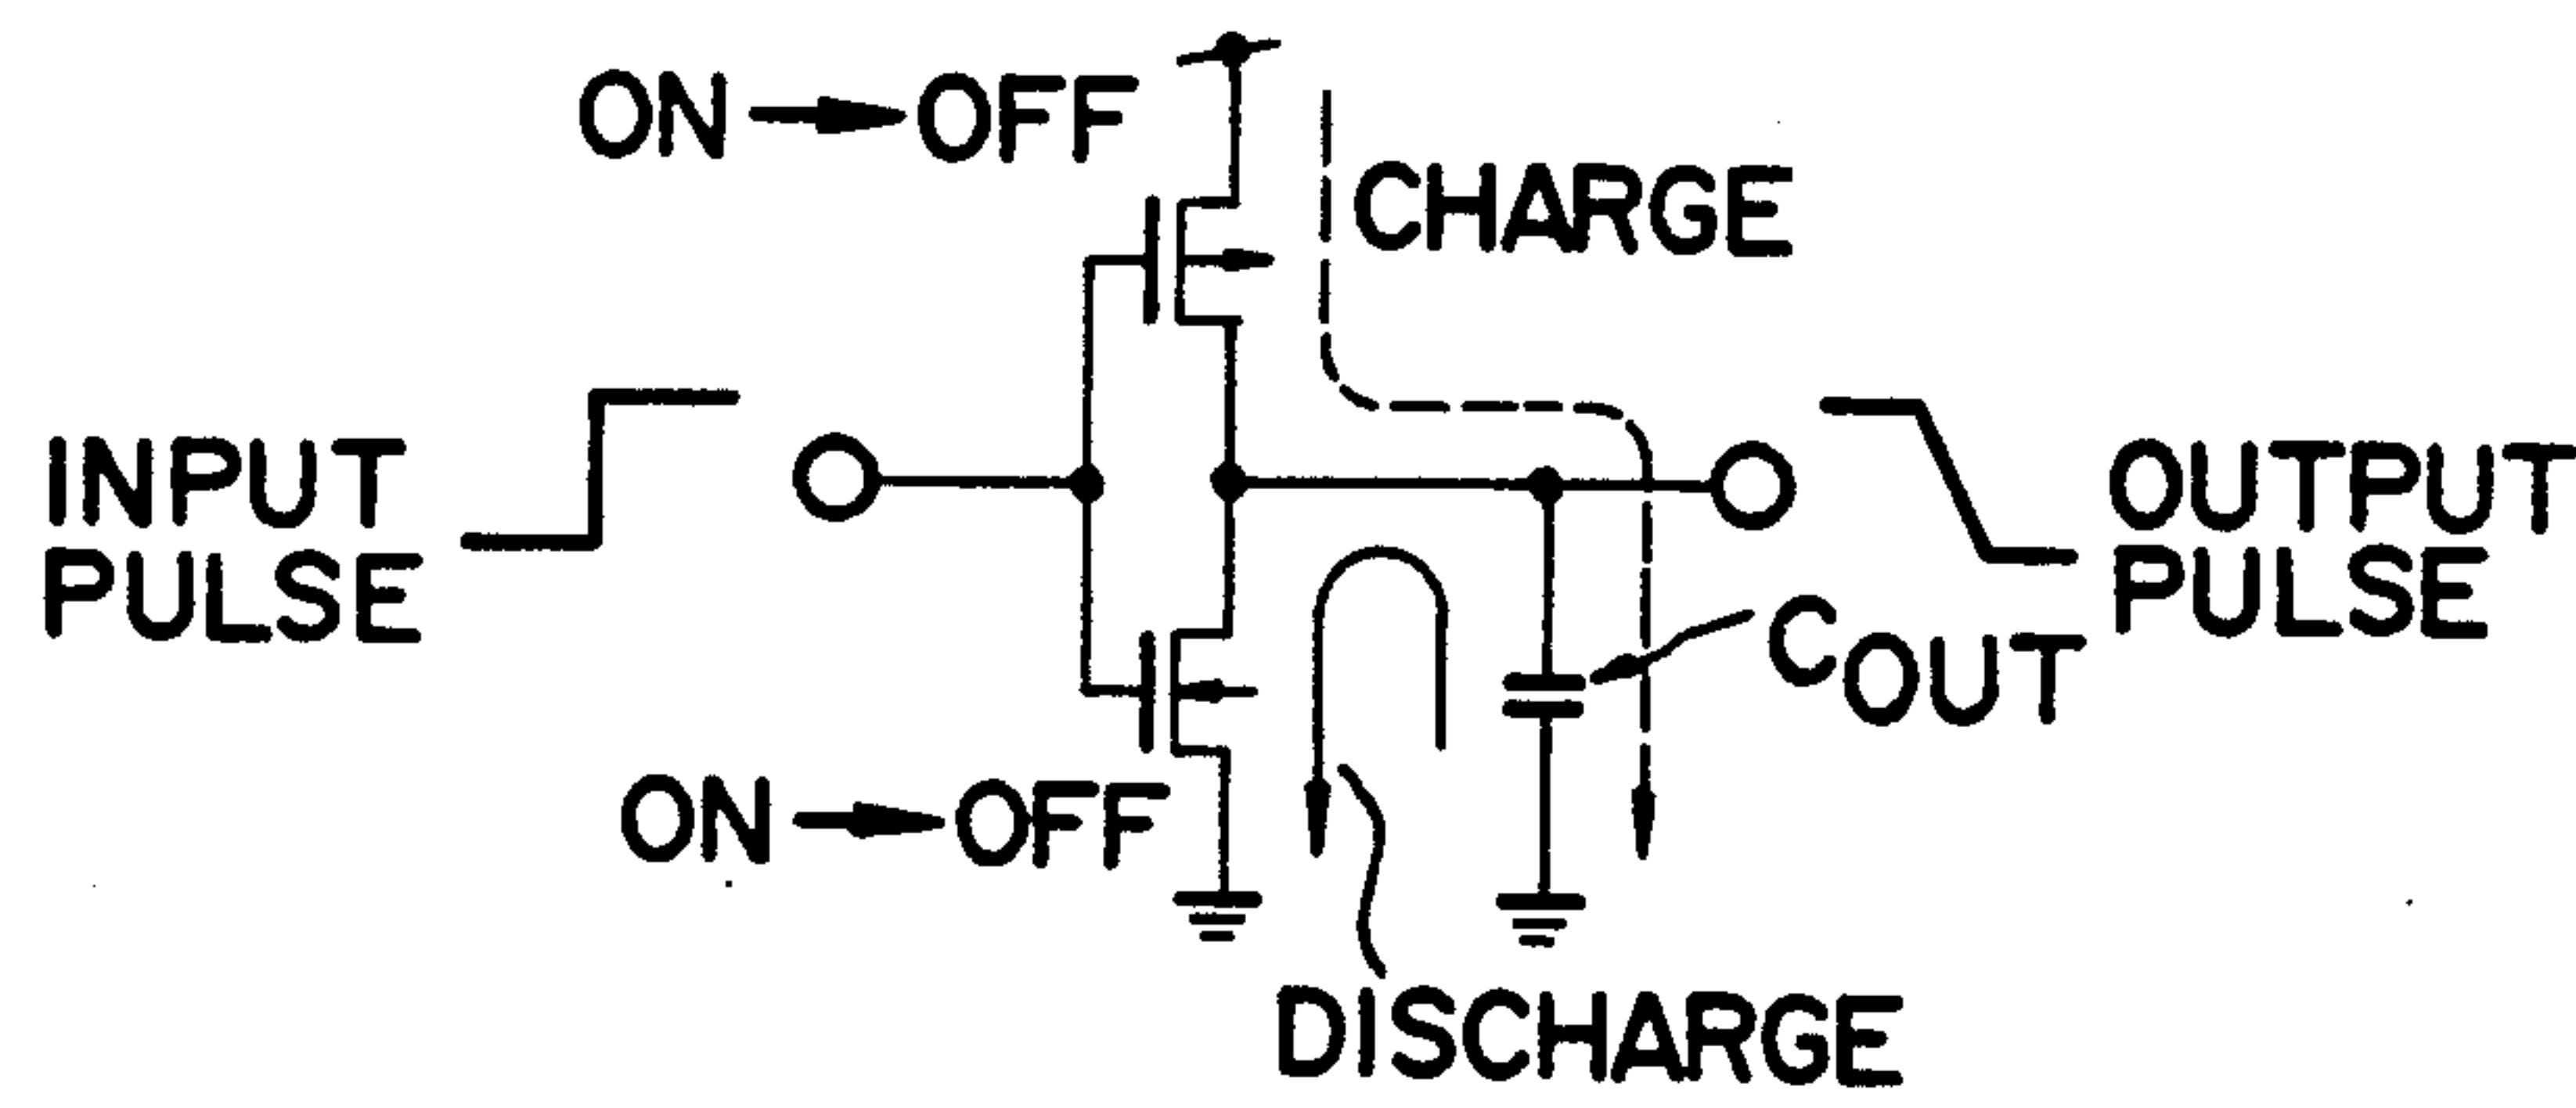 ON → OFF
CHARGE
INPUT
PULSE
OUTPUT
PULSE
COUT
ON → OFF
DISCHARGE